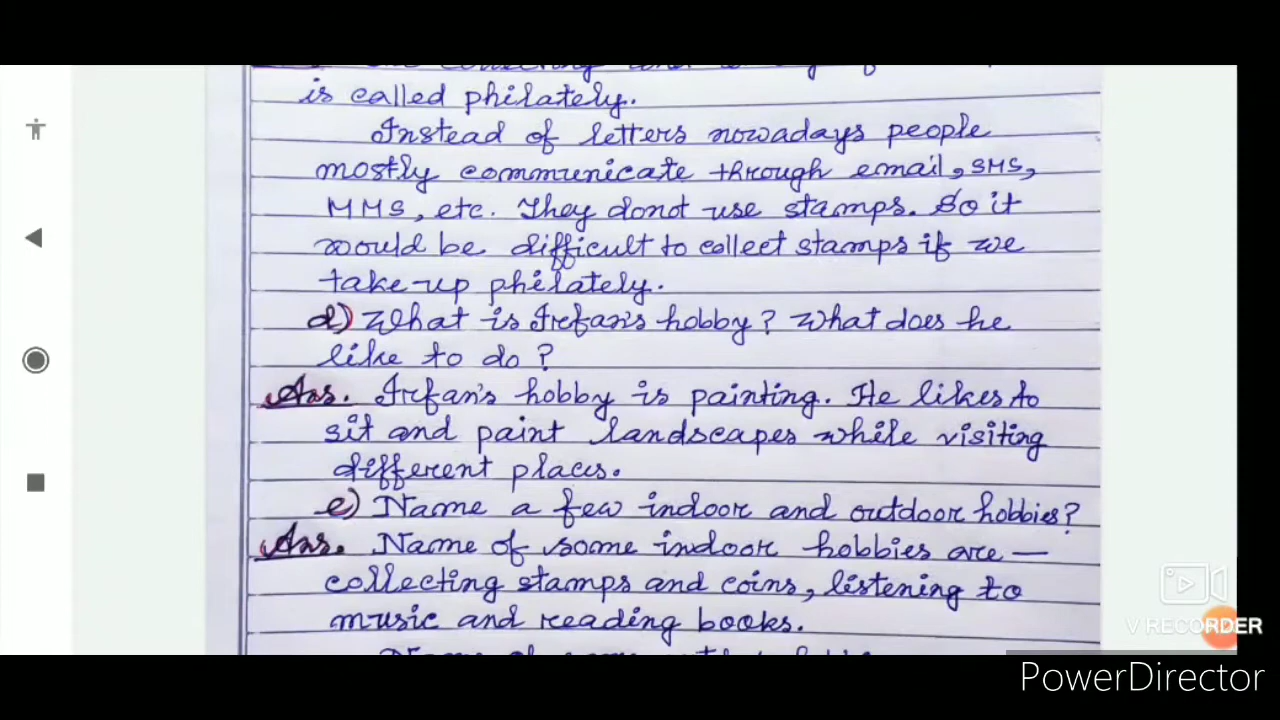 is called philately.
Instead of letters nowadays people
mostly communicate through email, SMS,
MMS, etc. They donot use stamps. So it
would be difficult to collect stamps if we
take-up philately.
d) What is Irefan's hobby? What does he
like to do?
Ans. Irefan's hobby is painting. He likes to
sit and paint landscapes while visiting
different places.
e) Name a few indoor and outdoor hobbies?
Ans. Name of some indoor hobbies are —
collecting stamps and coins, listening to
music and reading books.
V RECORDER
PowerDirector